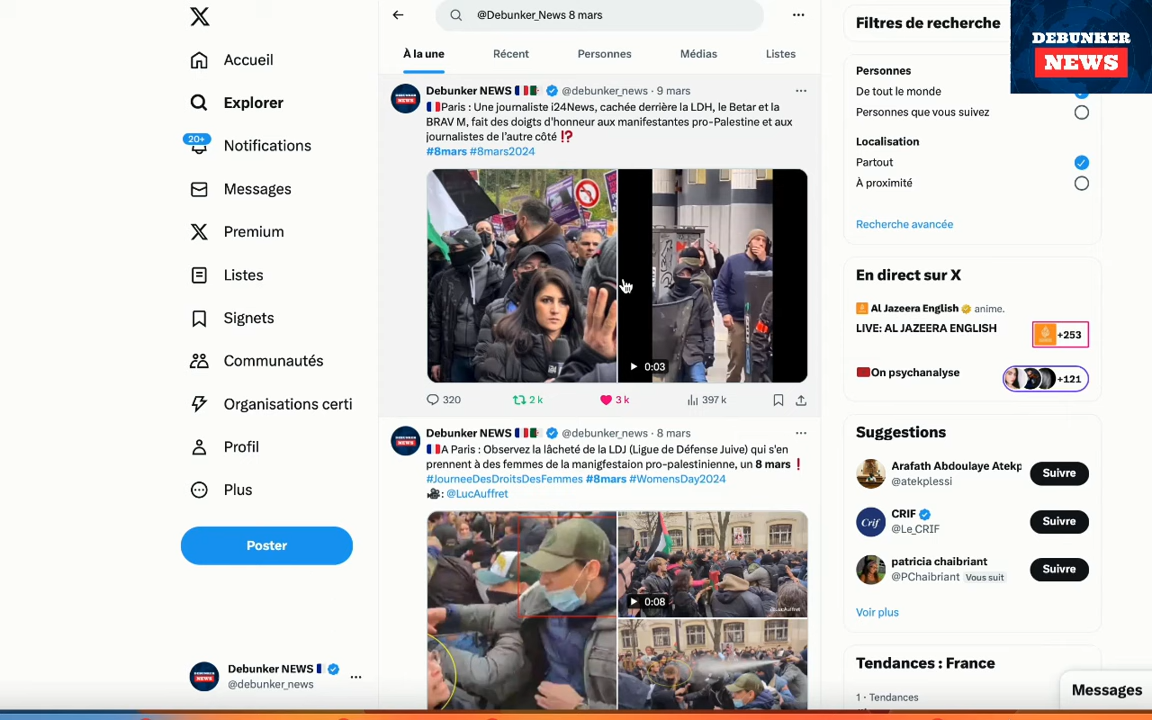 @Debunker_News 8 mars
À la une
Récent
Personnes
Médias
Listes
Accueil
Explorer
20+
Notifications
Messages
Premium
Listes
Signets
Communautés
Organisations certi
Profil
Plus
Poster
Debunker NEWS
@debunker_news
Debunker NEWS @debunker_news · 9 mars
Paris : Une journaliste i24News, cachée derrière la LDH, le Betar et la
BRAV M, fait des doigts d'honneur aux manifestantes pro-Palestine et aux
journalistes de l'autre côté ⁉
#8mars #8mars2024
0:03
320
2 k
3 k
397 k
Debunker NEWS @debunker_news · 8 mars
A Paris : Observez la lâcheté de la LDJ (Ligue de Défense Juive) qui s'en
prennent à des femmes de la manigfestaion pro-palestinienne, un 8 mars ❗
#JourneeDesDroitsDesFemmes #8mars #WomensDay2024
: @LucAuffret
0:08
@LucAuffret
Filtres de recherche
Personnes
De tout le monde
Personnes que vous suivez
Localisation
Partout
À proximité
Recherche avancée
En direct sur X
Al Jazeera English anime.
LIVE: AL JAZEERA ENGLISH
+253
On psychanalyse
+121
Suggestions
Arafath Abdoulaye Atekp
@atekplessi
Suivre
Crif
CRIF
@Le_CRIF
Suivre
patricia chaibriant
@PChaibriant Vous suit
Suivre
Voir plus
Tendances : France
1 · Tendances
Messages
DEBUNKER
NEWS